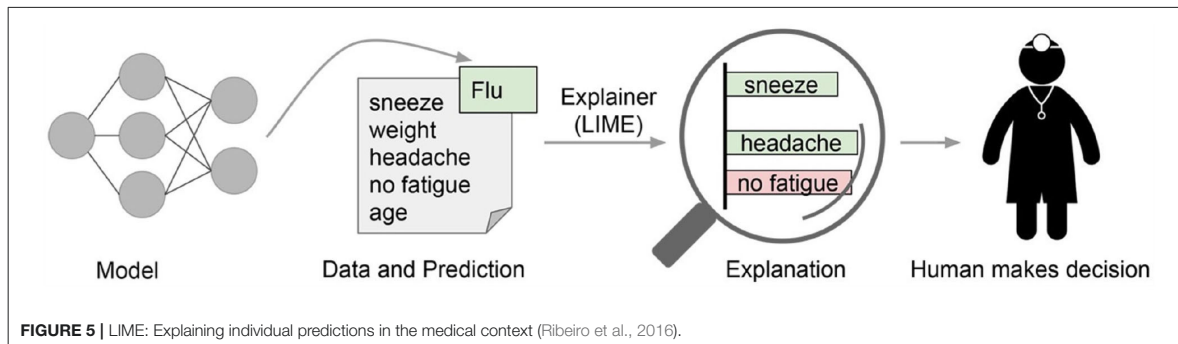 Flu
sneeze
weight
headache
no fatigue
age
Explainer
(LIME)
sneeze
headache
no fatigue
Model
Data and Prediction
Explanation
Human makes decision
FIGURE 5 | LIME: Explaining individual predictions in the medical context (Ribeiro et al., 2016).